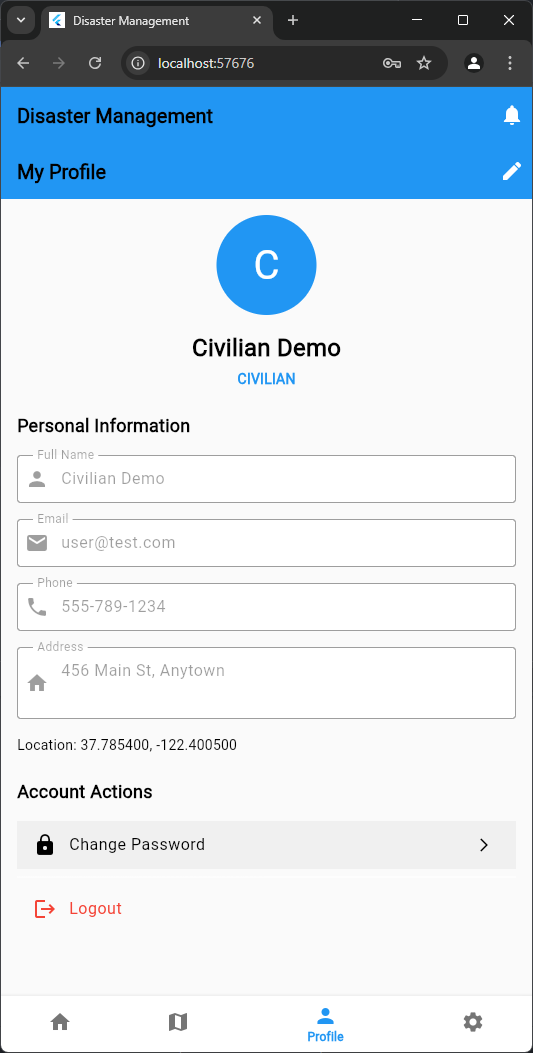 Disaster Management
localhost:57676
Disaster Management
My Profile
C
Civilian Demo
CIVILIAN
Personal Information
Full Name
Civilian Demo
Email
user@test.com
Phone
555-789-1234
Address
456 Main St, Anytown
Location: 37.785400, -122.400500
Account Actions
Change Password
Logout
Profile